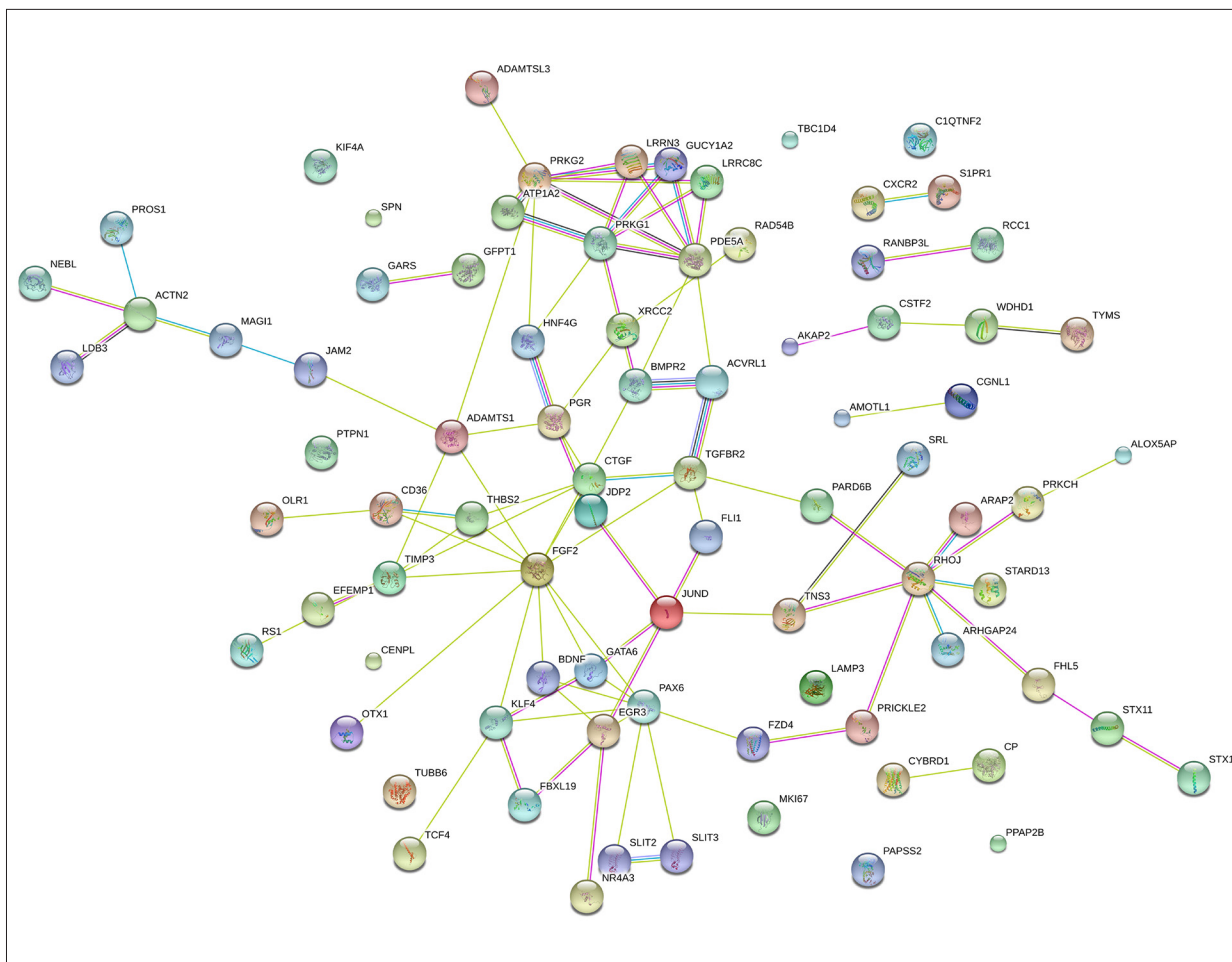 ADAMTSL3
C1QTNF2
TBC1D4
LRRN3
GUCY1A2
KIF4A
PRKG2
LRRC8C
S1PR1
CXCR2
ATP1A2
PROS1
SPN
PRKG1
RAD54B
RCC1
PDE5A
RANBP3L
GFPT1
NEBL
GARS
ACTN2
CSTF2
WDHD1
XRCC2
TYMS
MAGI1
HNF4G
AKAP2
LDB3
JAM2
BMPR2
ACVRL1
CGNL1
AMOTL1
PGR
ADAMTS1
PTPN1
SRL
ALOX5AP
CTGF
TGFBR2
PARD6B
PRKCH
OLR1
CD36
THBS2
JDP2
ARAP2
FLI1
FGF2
RHOJ
TIMP3
STARD13
EFEMP1
JUND
TNS3
RS1
ARHGAP24
CENPL
BDNF
GATA6
LAMP3
FHL5
PAX6
OTX1
KLF4
EGR3
FZD4
PRICKLE2
STX11
CP
CYBRD1
STX1
TUBB6
FBXL19
MKI67
TCF4
SLIT2
SLIT3
PPAP2B
PAPSS2
NR4A3